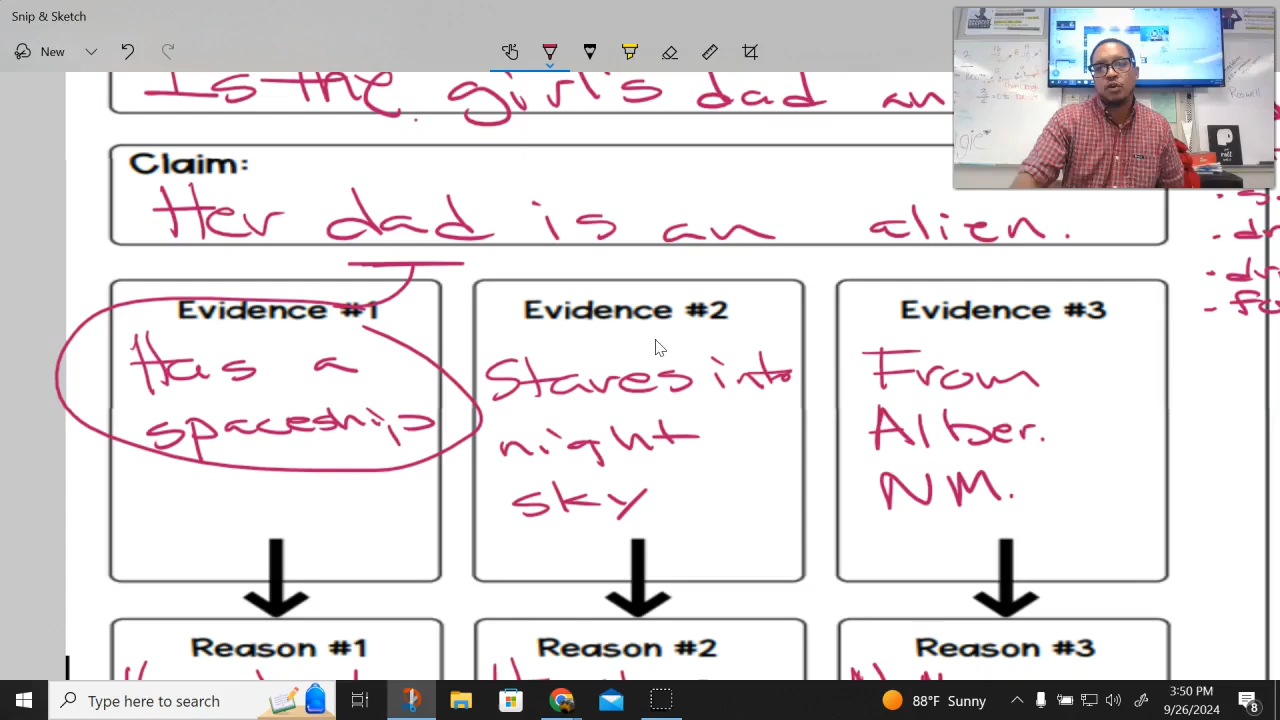 Snip & Sketch
New
Is the girl's dad an
Claim:
Her dad is an alien.
Evidence #1
Evidence #2
Evidence #3
Has a
spaceship
Stares into
night
sky
From
Alber.
NM.
Reason #1
Reason #2
Reason #3
Type here to search
88°F Sunny
3:50 PM
9/26/2024
8